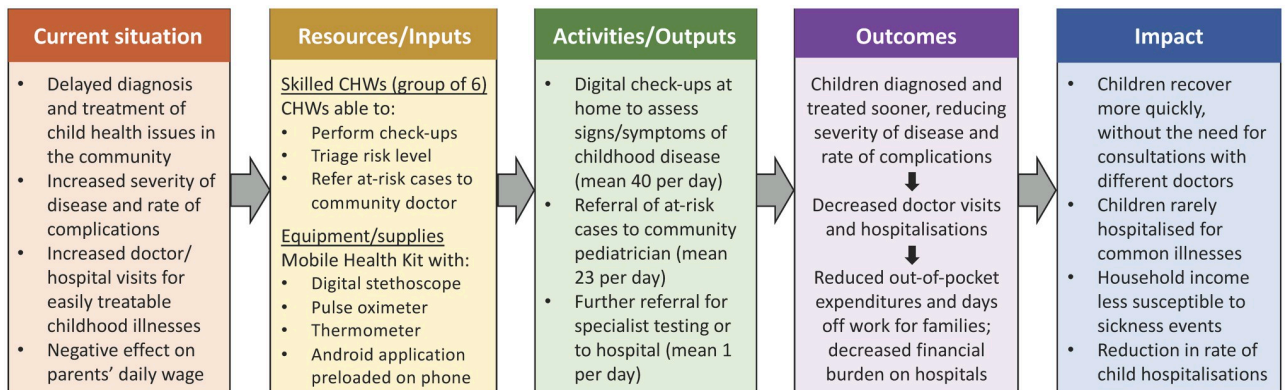 Current situation
• Delayed diagnosis
and treatment of
child health issues in
the community
• Increased severity of
disease and rate of
complications
• Increased doctor/
hospital visits for
easily treatable
childhood illnesses
• Negative effect on
parents’ daily wage
Resources/Inputs
Skilled CHWs (group of 6)
CHWs able to:
• Perform check-ups
• Triage risk level
• Refer at-risk cases to
community doctor
Equipment/supplies
Mobile Health Kit with:
• Digital stethoscope
• Pulse oximeter
• Thermometer
• Android application
preloaded on phone
Activities/Outputs
• Digital check-ups at
home to assess
signs/symptoms of
childhood disease
(mean 40 per day)
• Referral of at-risk
cases to community
pediatrician (mean
23 per day)
• Further referral for
specialist testing or
to hospital (mean 1
per day)
Outcomes
Children diagnosed and
treated sooner, reducing
severity of disease and
rate of complications
Decreased doctor visits
and hospitalisations
Reduced out-of-pocket
expenditures and days
off work for families;
decreased financial
burden on hospitals
Impact
• Children recover
more quickly,
without the need for
consultations with
different doctors
• Children rarely
hospitalised for
common illnesses
• Household income
less susceptible to
sickness events
• Reduction in rate of
child hospitalisations